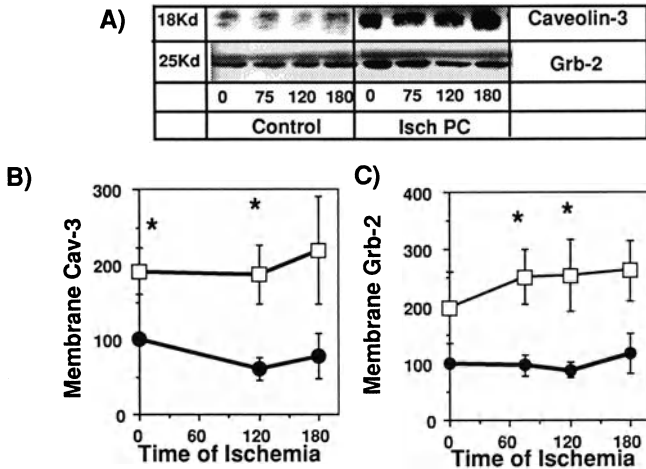 A)
18Kd Caveolin-3
25Kd Grb-2
0 75 120 180 0 75 120 180
Control Isch PC
B)
Membrane Cav-3
300
200
100
0
* *
0 60 120 180
Time of Ischemia
C)
Membrane Grb-2
400
300
200
100
0
* *
0 60 120 180
Time of Ischemia